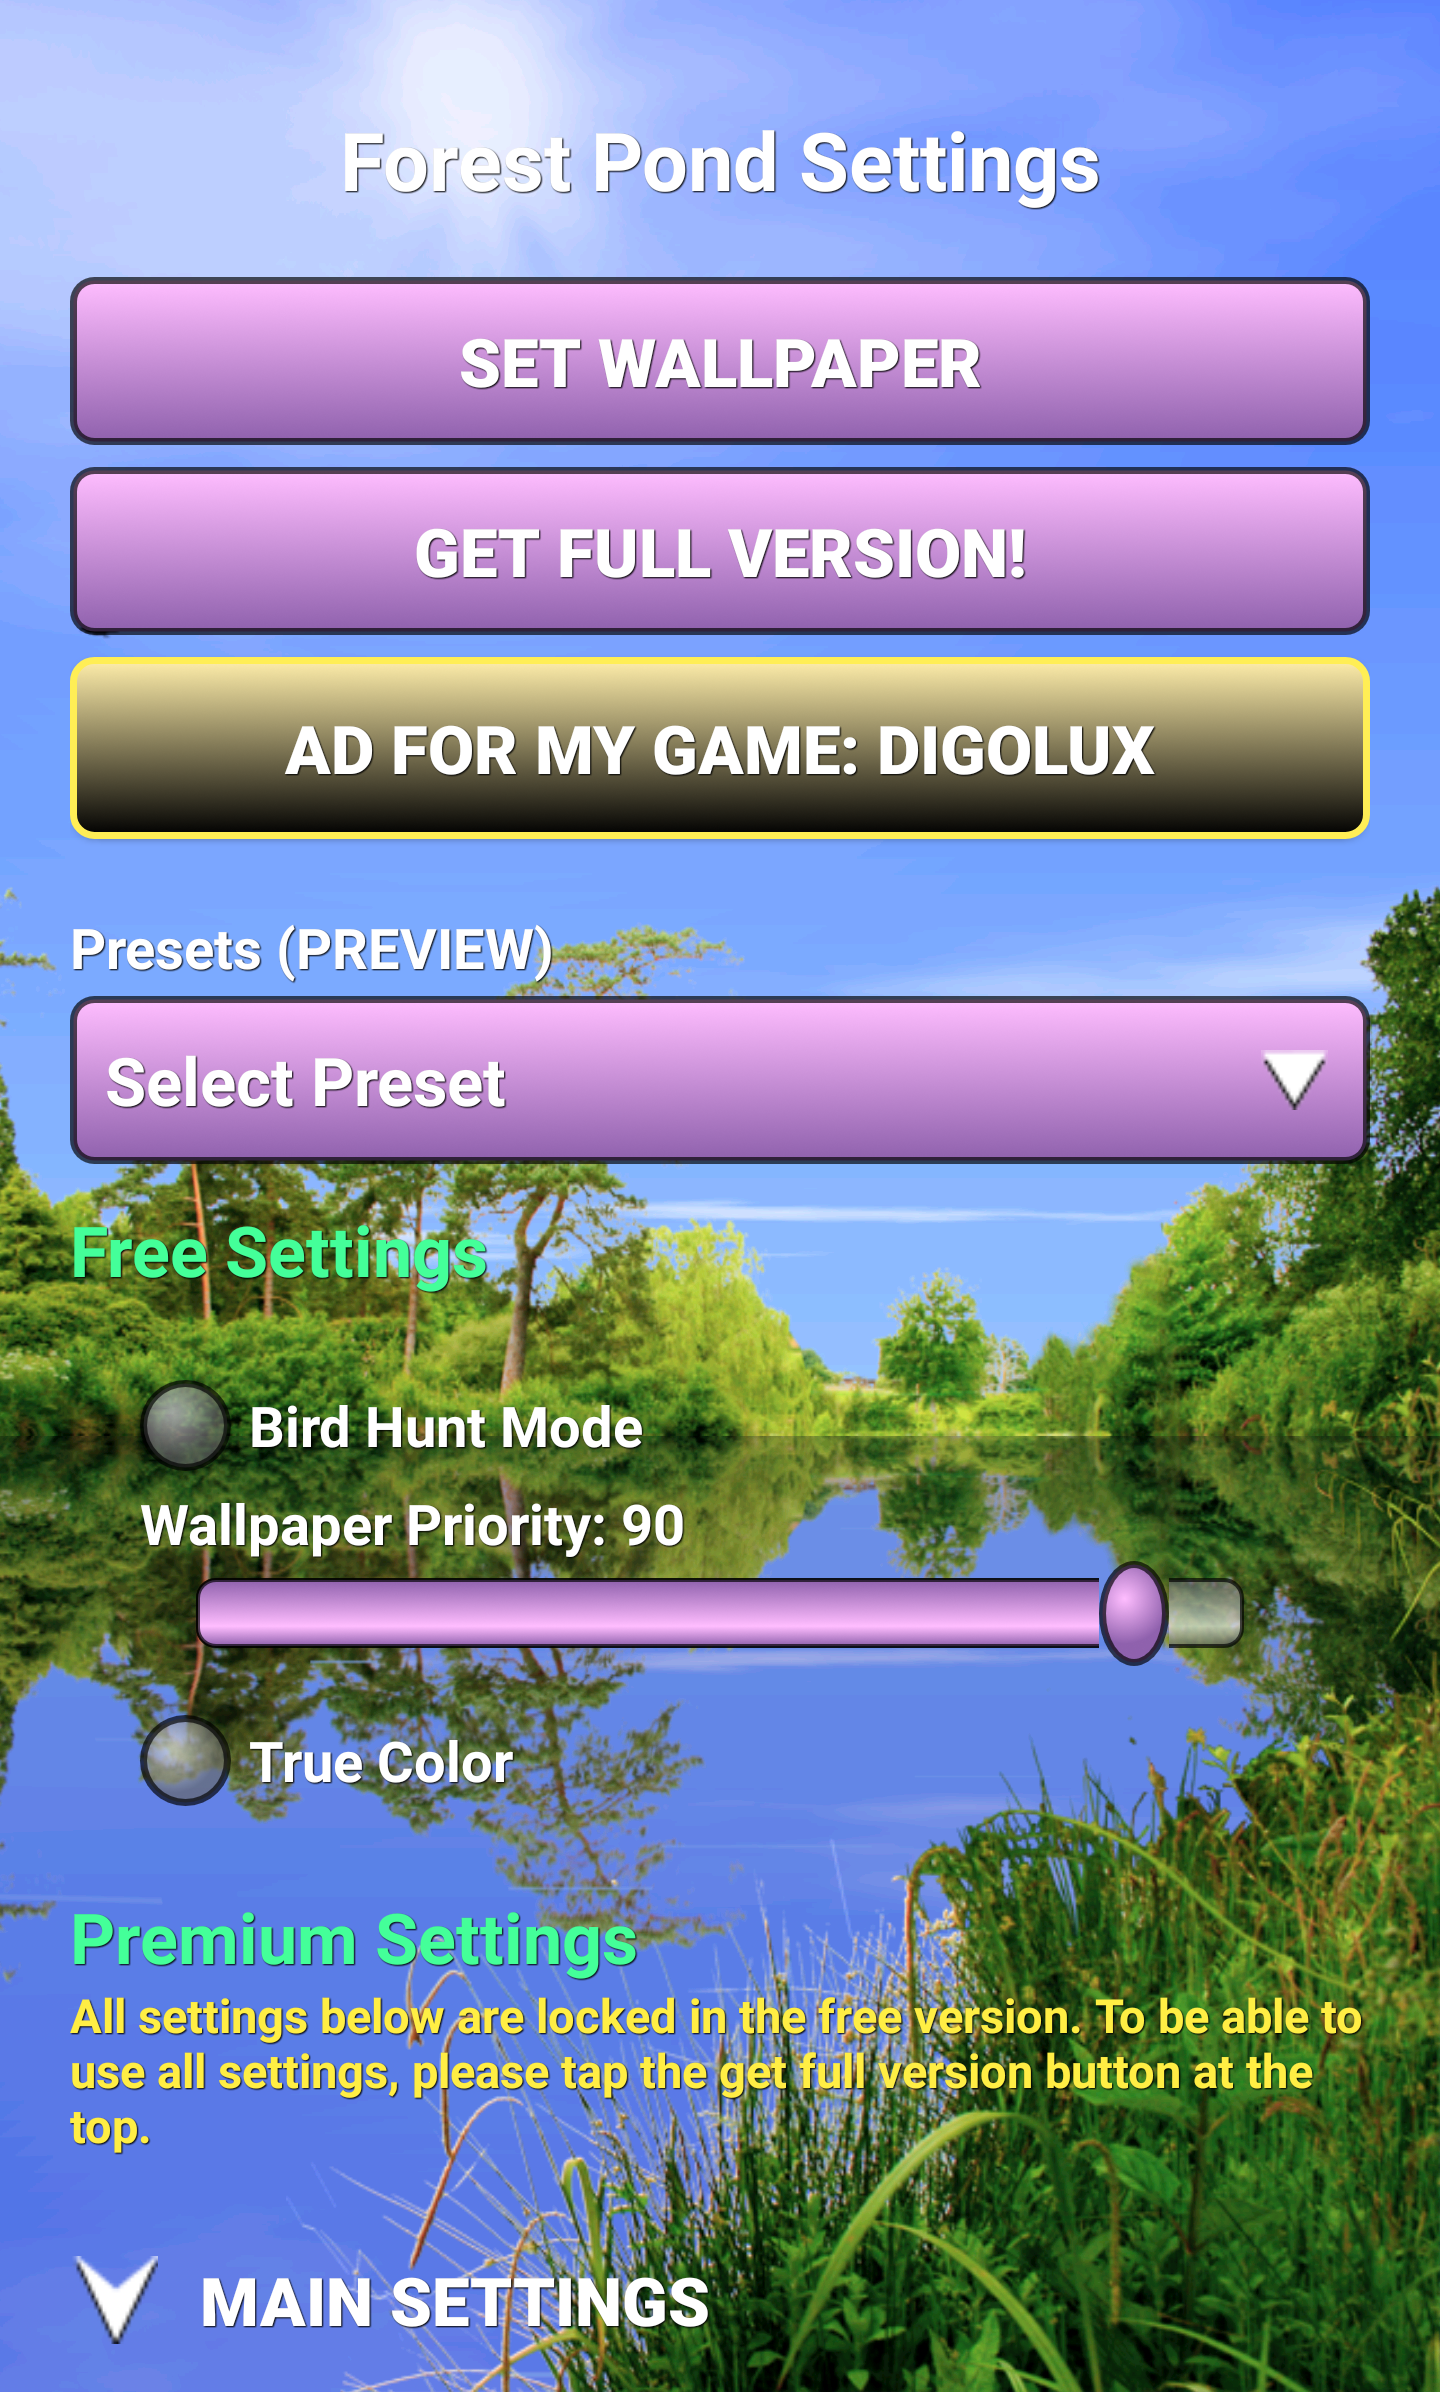 Forest Pond Settings
SET WALLPAPER
GET FULL VERSION!
AD FOR MY GAME: DIGOLUX
Presets (PREVIEW)
Select Preset
Free Settings
Bird Hunt Mode
Wallpaper Priority: 90
True Color
Premium Settings
All settings below are locked in the free version. To be able to
use all settings, please tap the get full version button at the
top.
MAIN SETTINGS